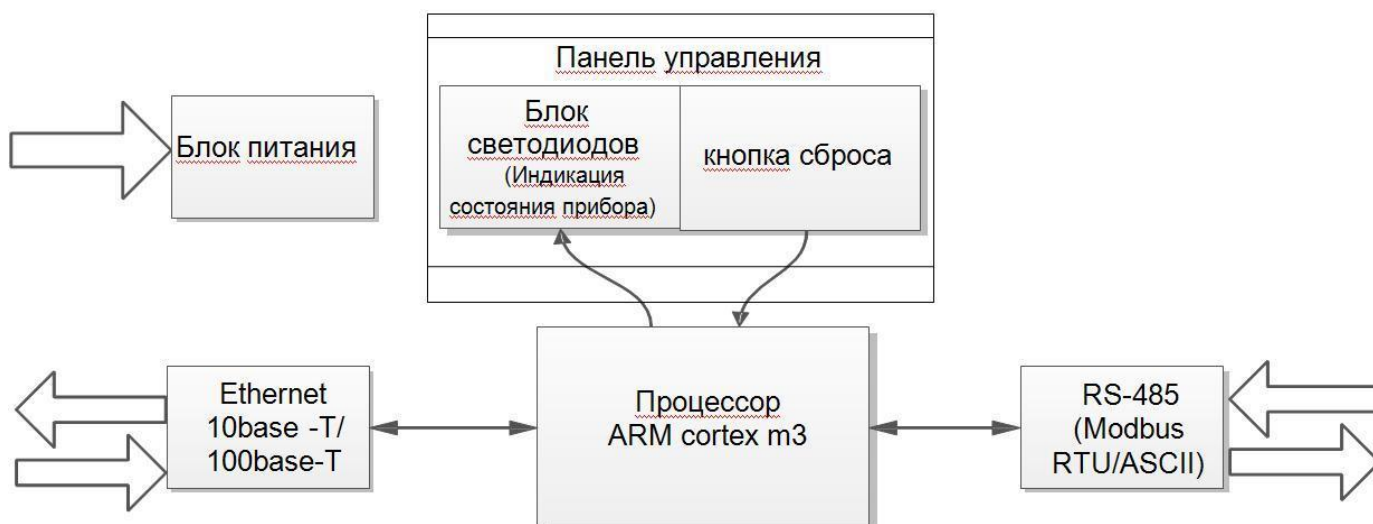 Панель управления
Блок питания
Блок
светодиодов
(Индикация
состояния прибора)
кнопка сброса
Ethernet
10base -T/
100base-T
Процессор
ARM cortex m3
RS-485
(Modbus
RTU/ASCII)